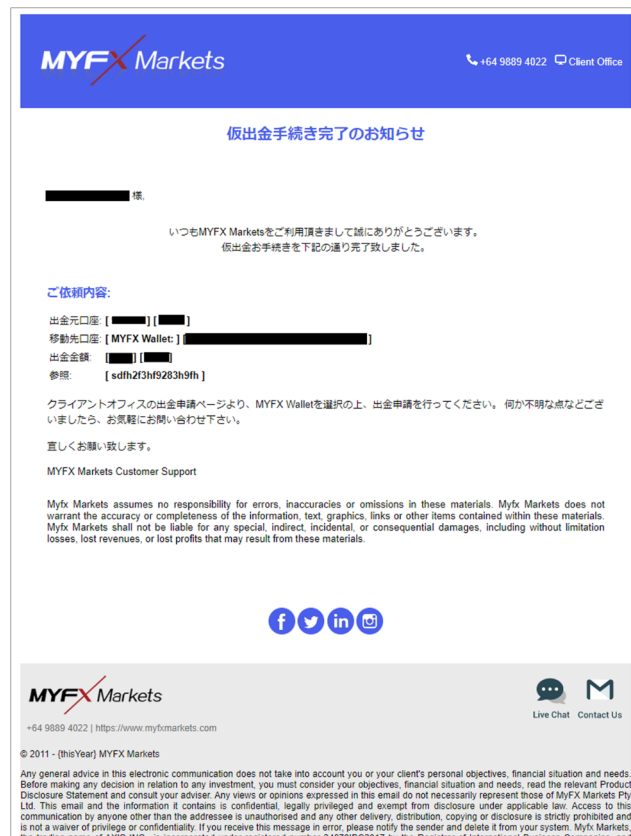 MYFX Markets
+64 9889 4022 Client Office
仮出金手続き完了のお知らせ
様,
いつもMYFX Marketsをご利用頂きまして誠にありがとうございます。
仮出金お手続きを下記の通り完了致しました。
ご依頼内容:
出金元口座: [ ] [ ]
移動先口座: [ MYFX Wallet: ] [ ]
出金金額: [ ] [ ]
参照: [ sdfh2f3hf9283h9fh ]
クライアントオフィスの出金申請ページより、MYFX Walletを選択の上、出金申請を行ってください。 何か不明な点などござ
いましたら、お気軽にお問い合わせ下さい。
宜しくお願い致します。
MYFX Markets Customer Support
Myfx Markets assumes no responsibility for errors, inaccuracies or omissions in these materials. Myfx Markets does not
warrant the accuracy or completeness of the information, text, graphics, links or other items contained within these materials.
Myfx Markets shall not be liable for any special, indirect, incidental, or consequential damages, including without limitation
losses, lost revenues, or lost profits that may result from these materials.
MYFX Markets
Live Chat Contact Us
+64 9889 4022 | https://www.myfxmarkets.com
© 2011 - {thisYear} MYFX Markets
Any general advice in this electronic communication does not take into account you or your client's personal objectives, financial situation and needs.
Before making any decision in relation to any investment, you must consider your objectives, financial situation and needs, read the relevant Product
Disclosure Statement and consult your adviser. Any views or opinions expressed in this email do not necessarily represent those of MyFX Markets Pty
Ltd. This email and the information it contains is confidential, legally privileged and exempt from disclosure under applicable law. Access to this
communication by anyone other than the addressee is unauthorised and any other delivery, distribution, copying or disclosure is strictly prohibited and
is not a waiver of privilege or confidentiality. If you receive this message in error, please notify the sender and delete it from your system. Myfx Markets,